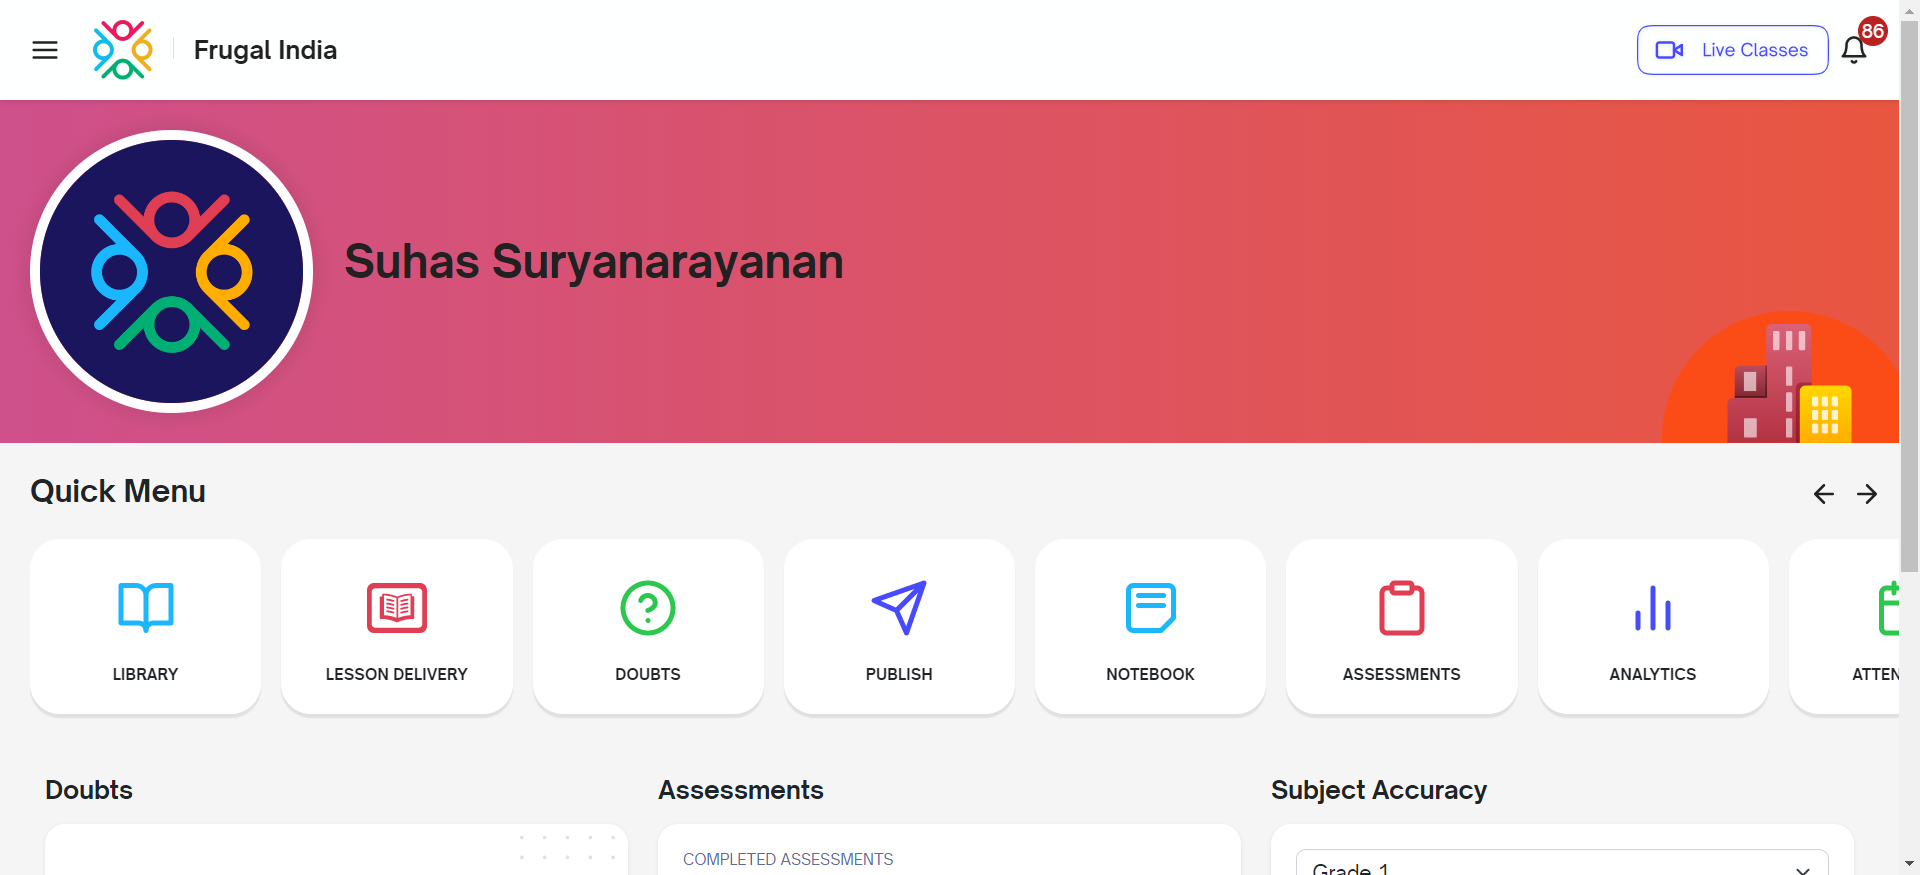 Frugal India
Live Classes
86
Suhas Suryanarayanan
Quick Menu
LIBRARY
LESSON DELIVERY
DOUBTS
PUBLISH
NOTEBOOK
ASSESSMENTS
ANALYTICS
ATTEN
Doubts
Assessments
Subject Accuracy
COMPLETED ASSESSMENTS
Grade 1